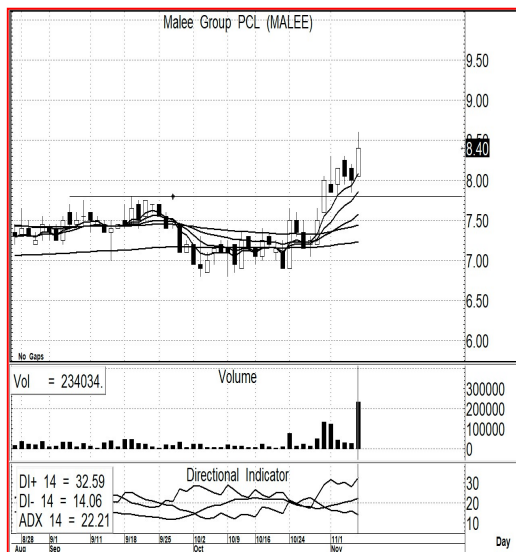 Malee Group PCL (MALEE)
9.50
9.00
8.50
8.40
8.00
7.50
7.00
6.50
6.00
No Gaps
Vol = 234034.
Volume
300000
200000
100000
0
DI+ 14 = 32.59
DI- 14 = 14.06
ADX 14 = 22.21
Directional Indicator
30
20
10
8/28 9/1 9/11 9/18 9/25 10/2 10/9 10/16 10/24 11/1
Aug Sep Oct Nov
Day